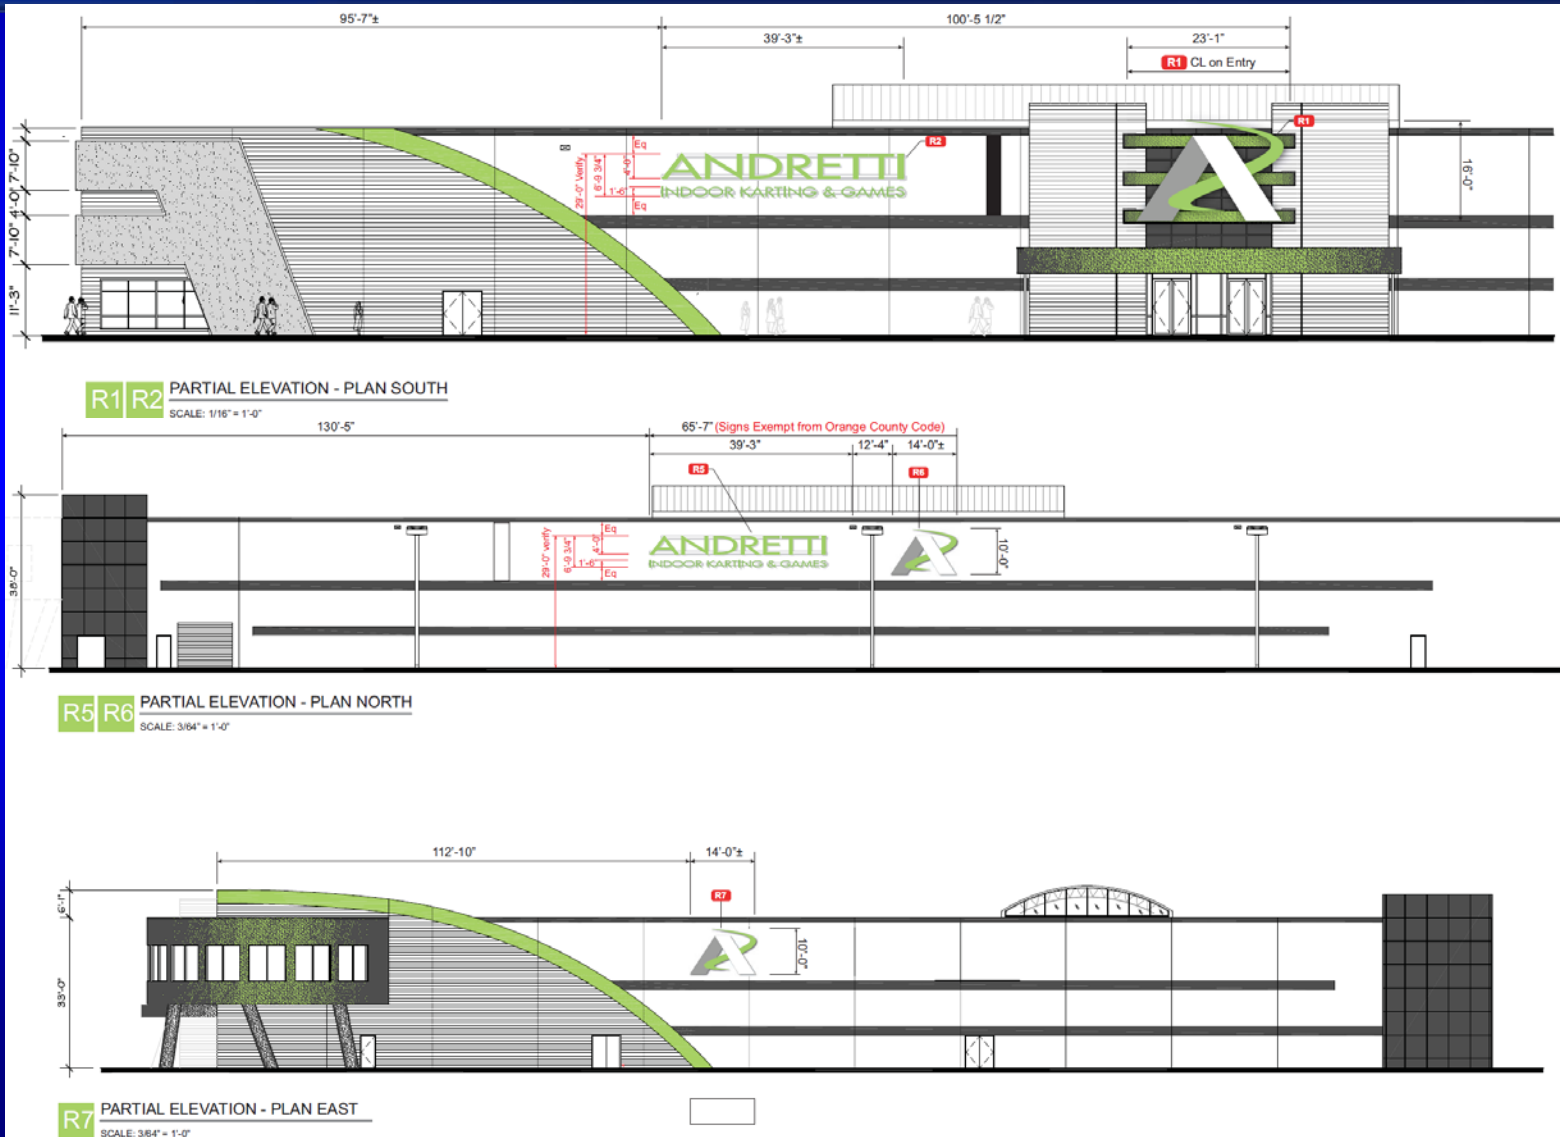 95'-7"±
100'-5 1/2"
39'-3"±
23'-1"
R1 CL on Entry
R1
R2
Eq
ANDRETTI
INDOOR KARTING & GAMES
29'-0" Verify
6'-9 3/4"
4'-0"
1'-6"
Eq
16'-0"
7'-10"
4'-0"
7'-10"
11'-3"
R1 R2 PARTIAL ELEVATION - PLAN SOUTH
SCALE: 1/16" = 1'-0"
130'-5"
65'-7" (Signs Exempt from Orange County Code)
39'-3"
12'-4"
14'-0"±
R5
R6
Eq
ANDRETTI
INDOOR KARTING & GAMES
29'-0" verify
6'-9 3/4"
4'-0"
1'-6"
Eq
10'-0"
38'-0"
R5 R6 PARTIAL ELEVATION - PLAN NORTH
SCALE: 3/64" = 1'-0"
112'-10"
14'-0"±
R7
10'-0"
6'-1"
33'-0"
R7 PARTIAL ELEVATION - PLAN EAST
SCALE: 3/64" = 1'-0"